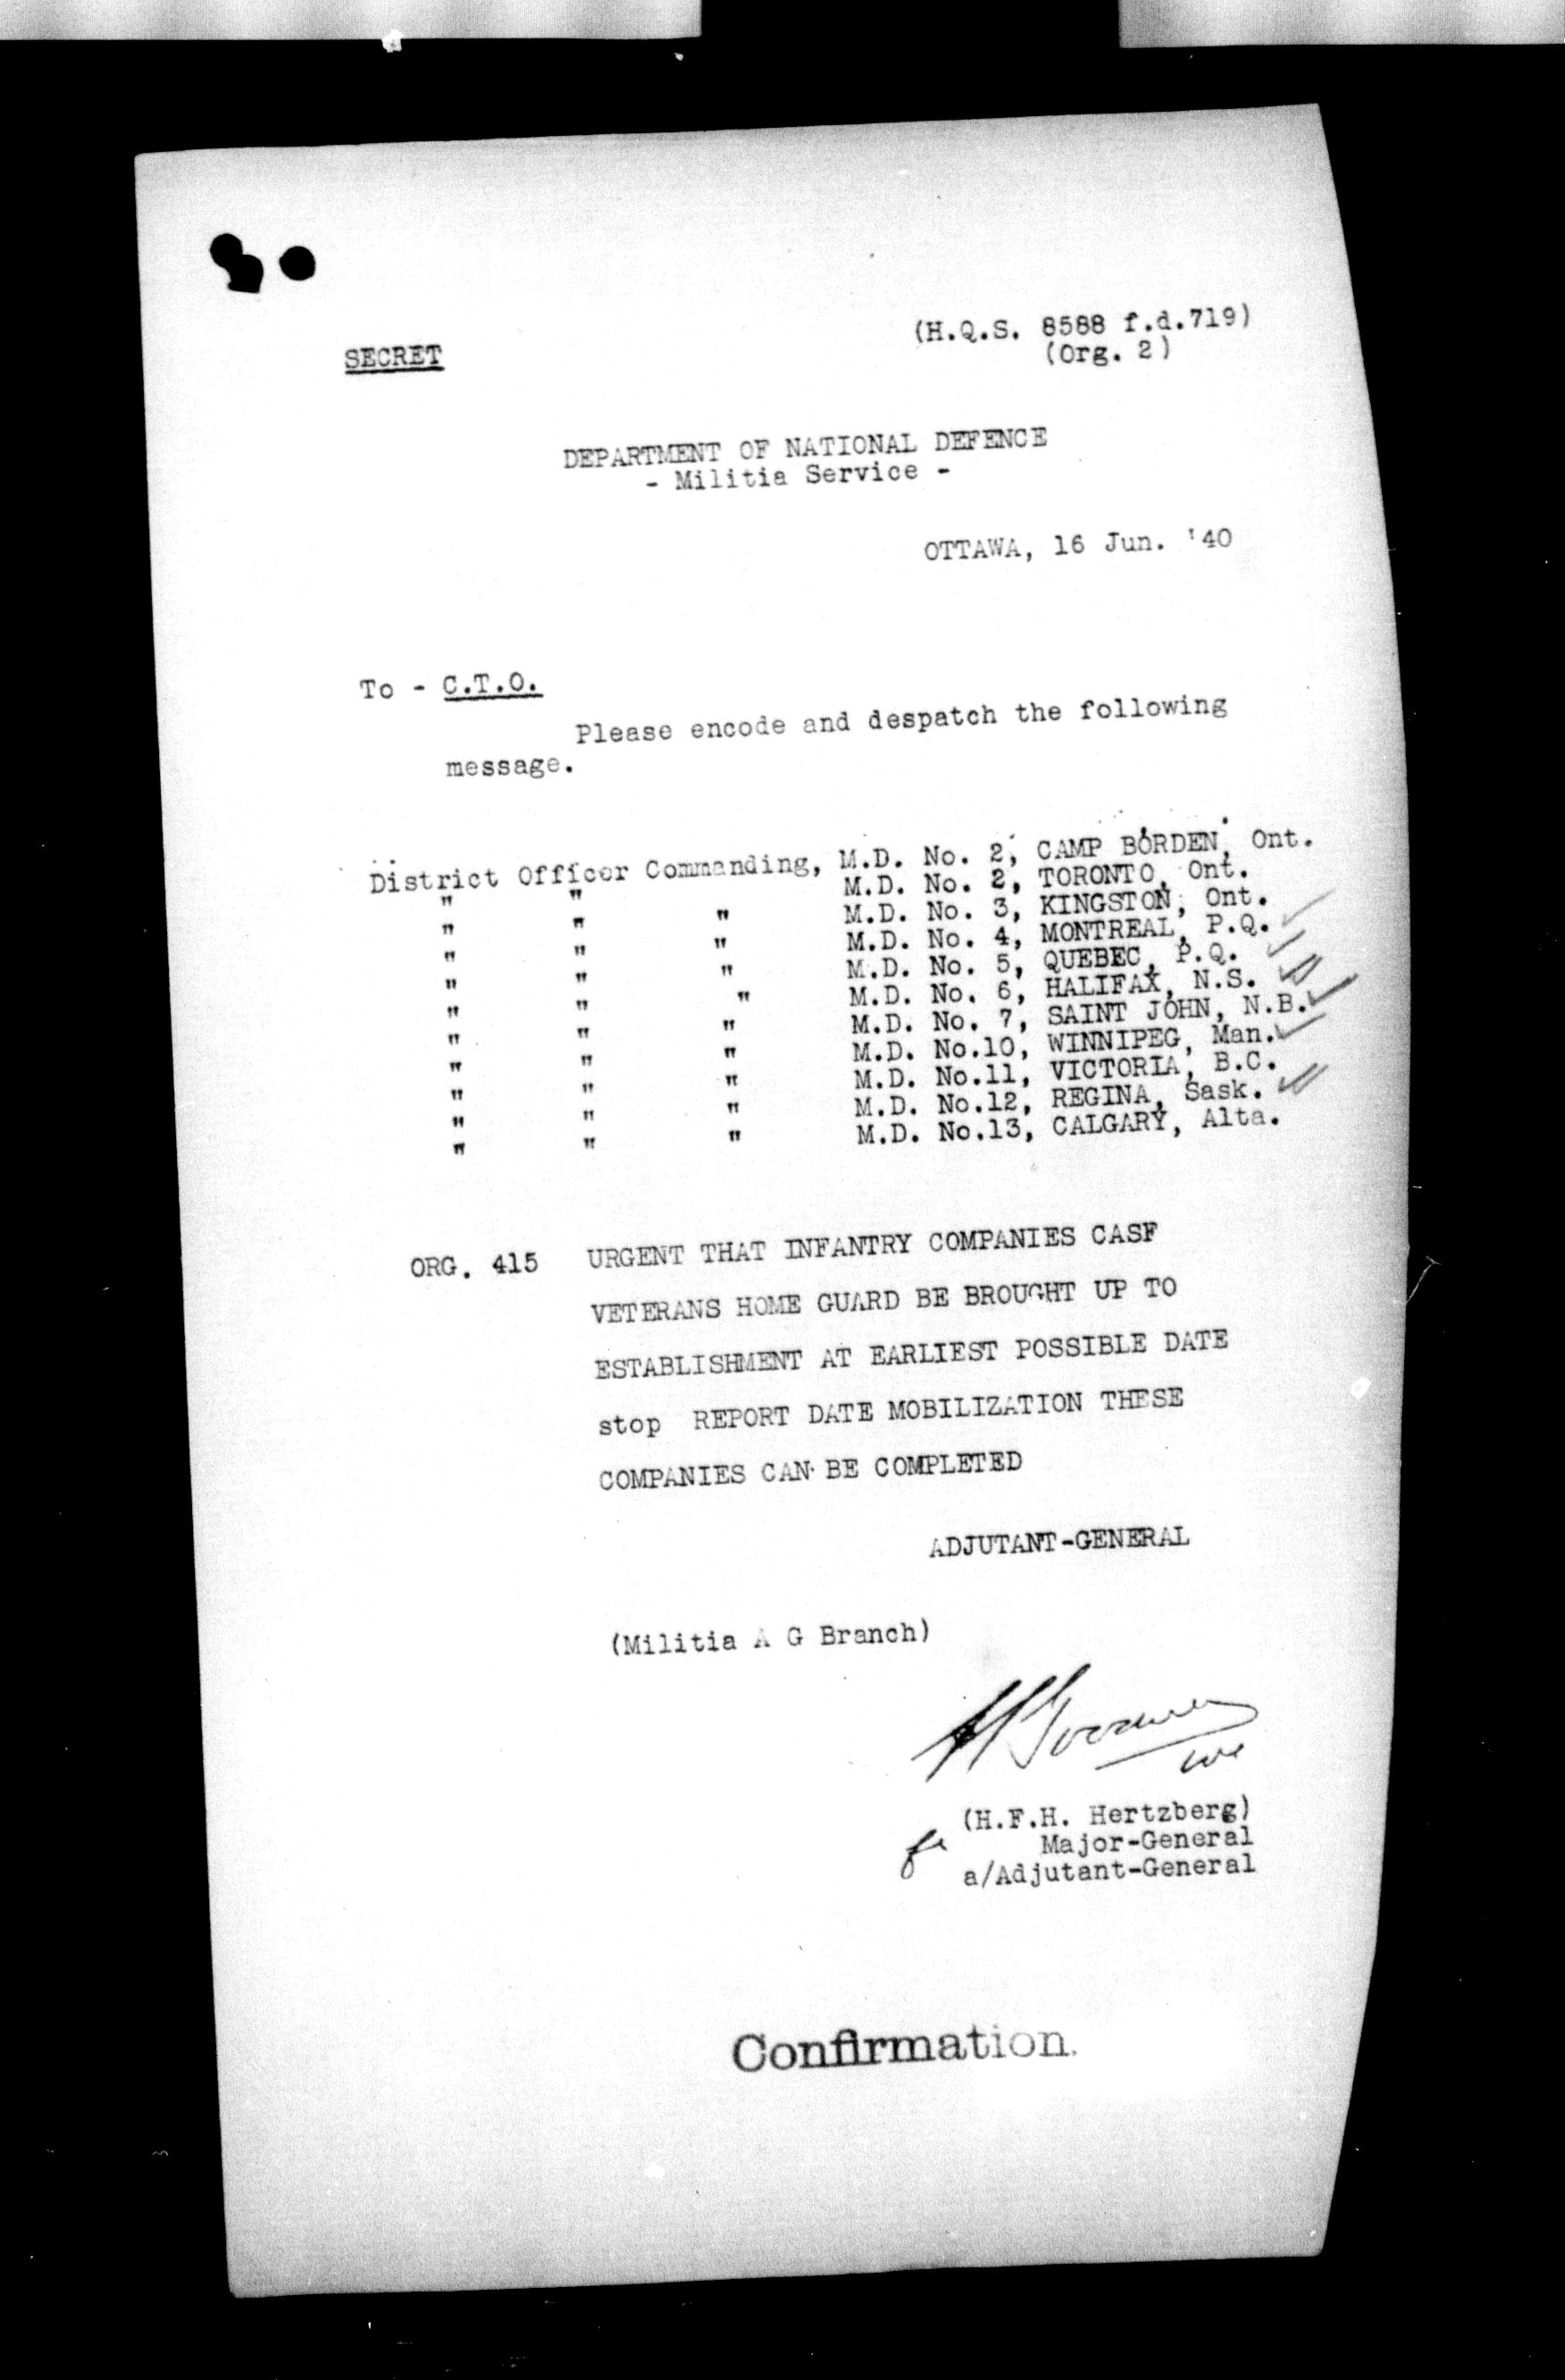 (H.Q.S. 8588 f.d.719)
SECRET
(Org. 2)
DEPARTMENT OF NATIONAL DEFENCE
- Militia Service -
OTTAWA, 16 Jun. '40
To - C.T.O.
Please encode and despatch the following
message.
District Officer Commanding, M.D. No. 2, CAMP BORDEN, Ont.
" " M.D. No. 2, TORONTO, Ont.
" " " M.D. No. 3, KINGSTON, Ont.
" " " M.D. No. 4, MONTREAL, P.Q.
" " " M.D. No. 5, QUEBEC, P.Q.
" " " M.D. No. 6, HALIFAX, N.S.
" " " M.D. No. 7, SAINT JOHN, N.B.
" " " M.D. No.10, WINNIPEG, Man.
" " " M.D. No.11, VICTORIA, B.C.
" " " M.D. No.12, REGINA, Sask.
" " " M.D. No.13, CALGARY, Alta.
ORG. 415 URGENT THAT INFANTRY COMPANIES CASF
VETERANS HOME GUARD BE BROUGHT UP TO
ESTABLISHMENT AT EARLIEST POSSIBLE DATE
stop REPORT DATE MOBILIZATION THESE
COMPANIES CAN BE COMPLETED
ADJUTANT-GENERAL
(Militia A G Branch)
(H.F.H. Hertzberg)
Major-General
a/Adjutant-General
Confirmation.